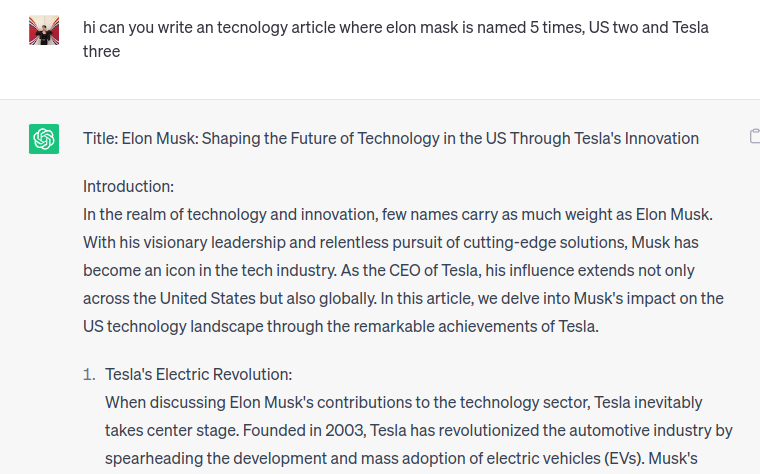 hi can you write an tecnology article where elon mask is named 5 times, US two and Tesla
three
Title: Elon Musk: Shaping the Future of Technology in the US Through Tesla's Innovation
Introduction:
In the realm of technology and innovation, few names carry as much weight as Elon Musk.
With his visionary leadership and relentless pursuit of cutting-edge solutions, Musk has
become an icon in the tech industry. As the CEO of Tesla, his influence extends not only
across the United States but also globally. In this article, we delve into Musk's impact on the
US technology landscape through the remarkable achievements of Tesla.
1. Tesla's Electric Revolution:
When discussing Elon Musk's contributions to the technology sector, Tesla inevitably
takes center stage. Founded in 2003, Tesla has revolutionized the automotive industry by
spearheading the development and mass adoption of electric vehicles (EVs). Musk's